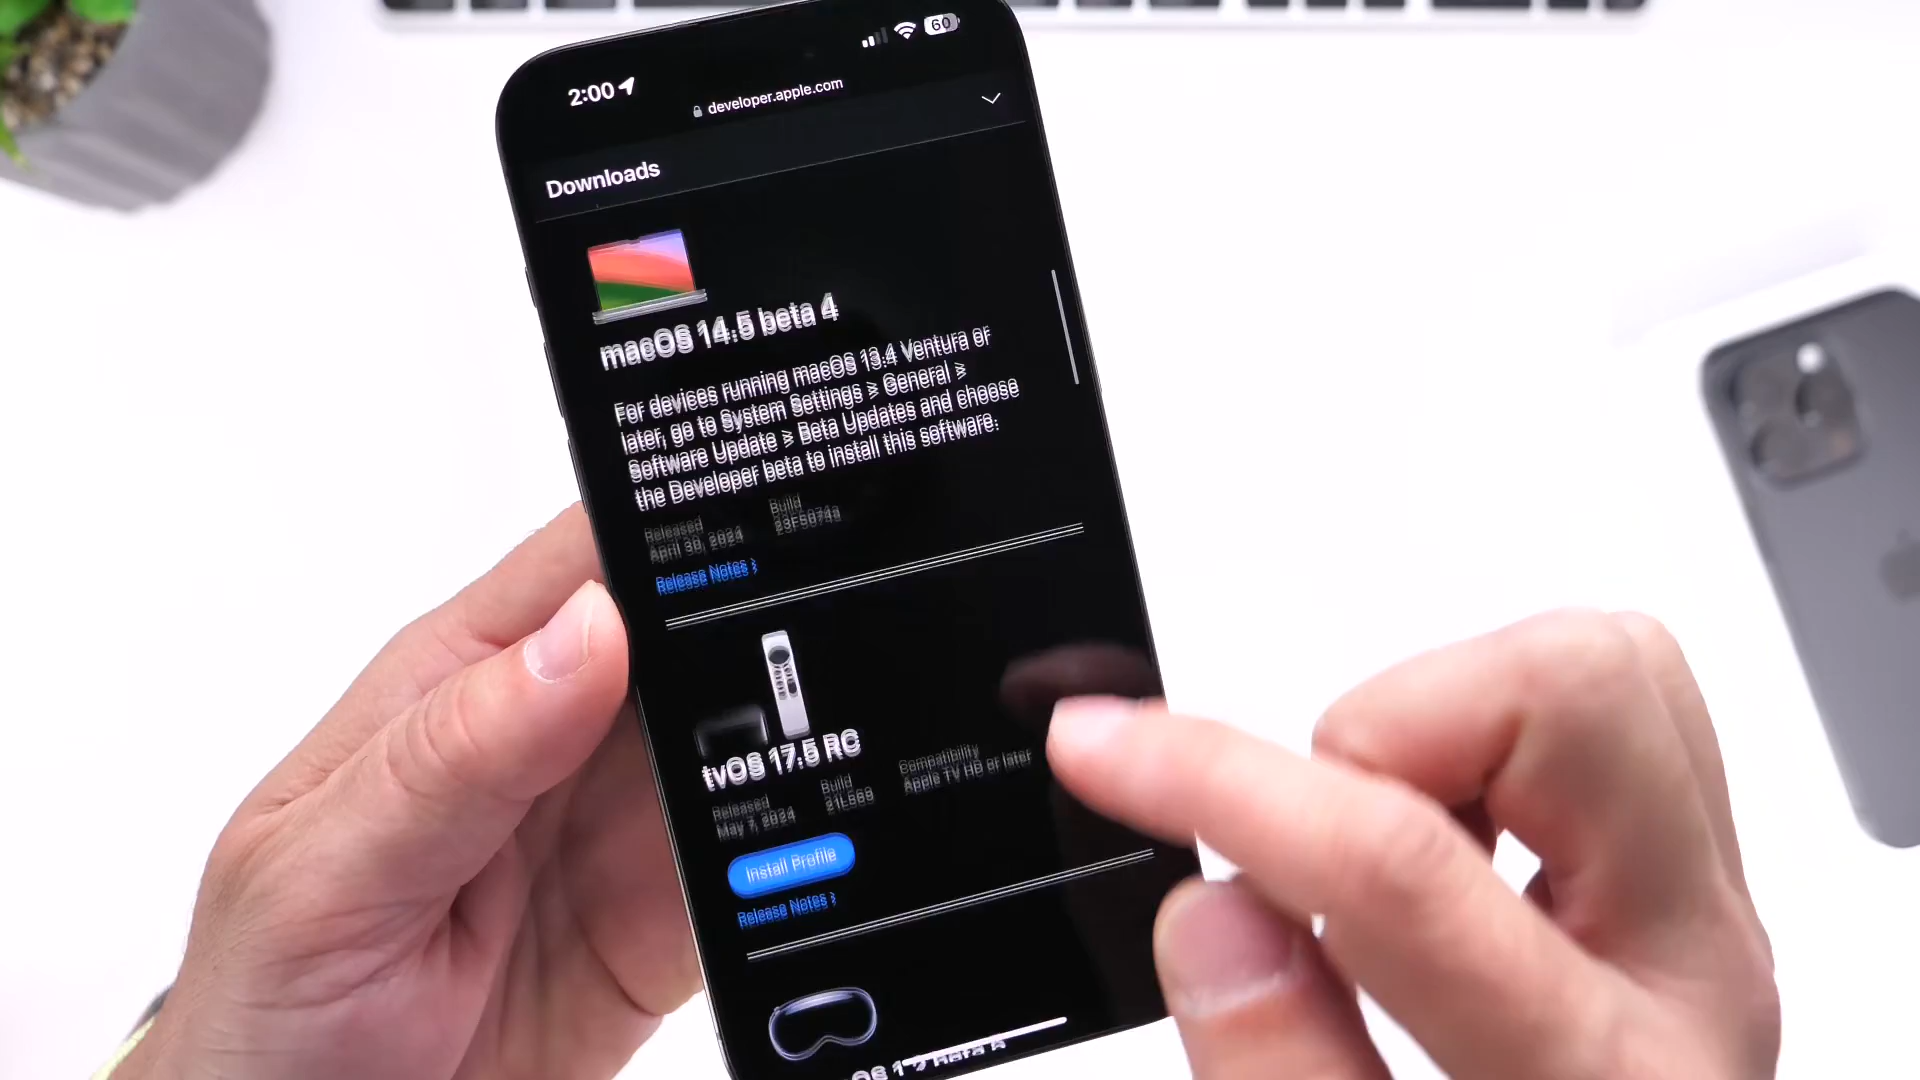 2:00
60
developer.apple.com
Downloads
macOS 14.5 beta 4
For devices running macOS 13.4 Ventura or
later, go to System Settings > General >
Software Update > Beta Updates and choose
the Developer beta to install this software.
Released
Build
April 30, 2024
23F5074a
Release Notes
tvOS 17.5 RC
Released
Build
Compatibility
May 7, 2024
21L569
Apple TV HD or later
Install Profile
Release Notes